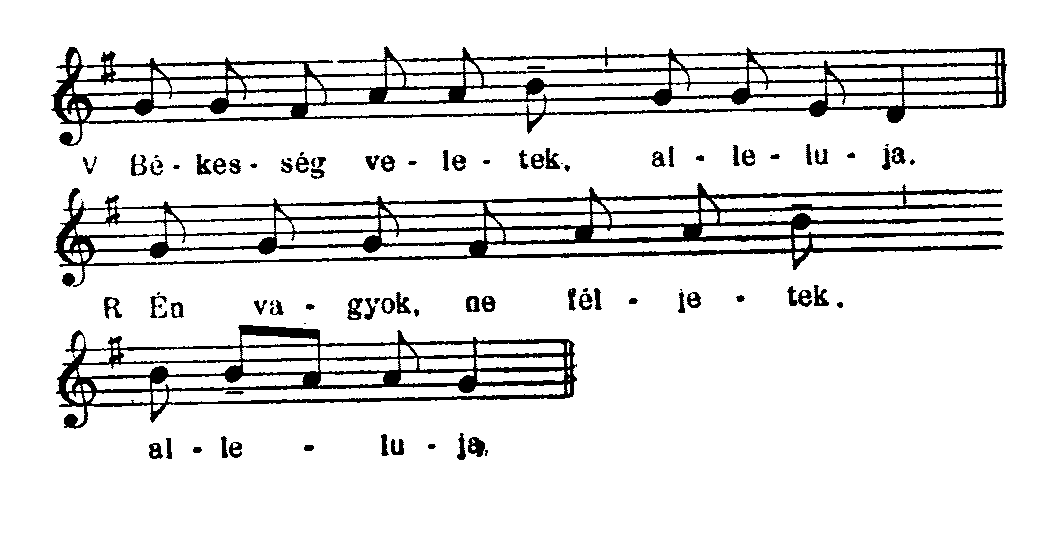 V Bé - kes - ség ve - le - tek, al - le - lu - ja.
R Én va - gyok, ne fél - je - tek.
al - le - lu - ja,